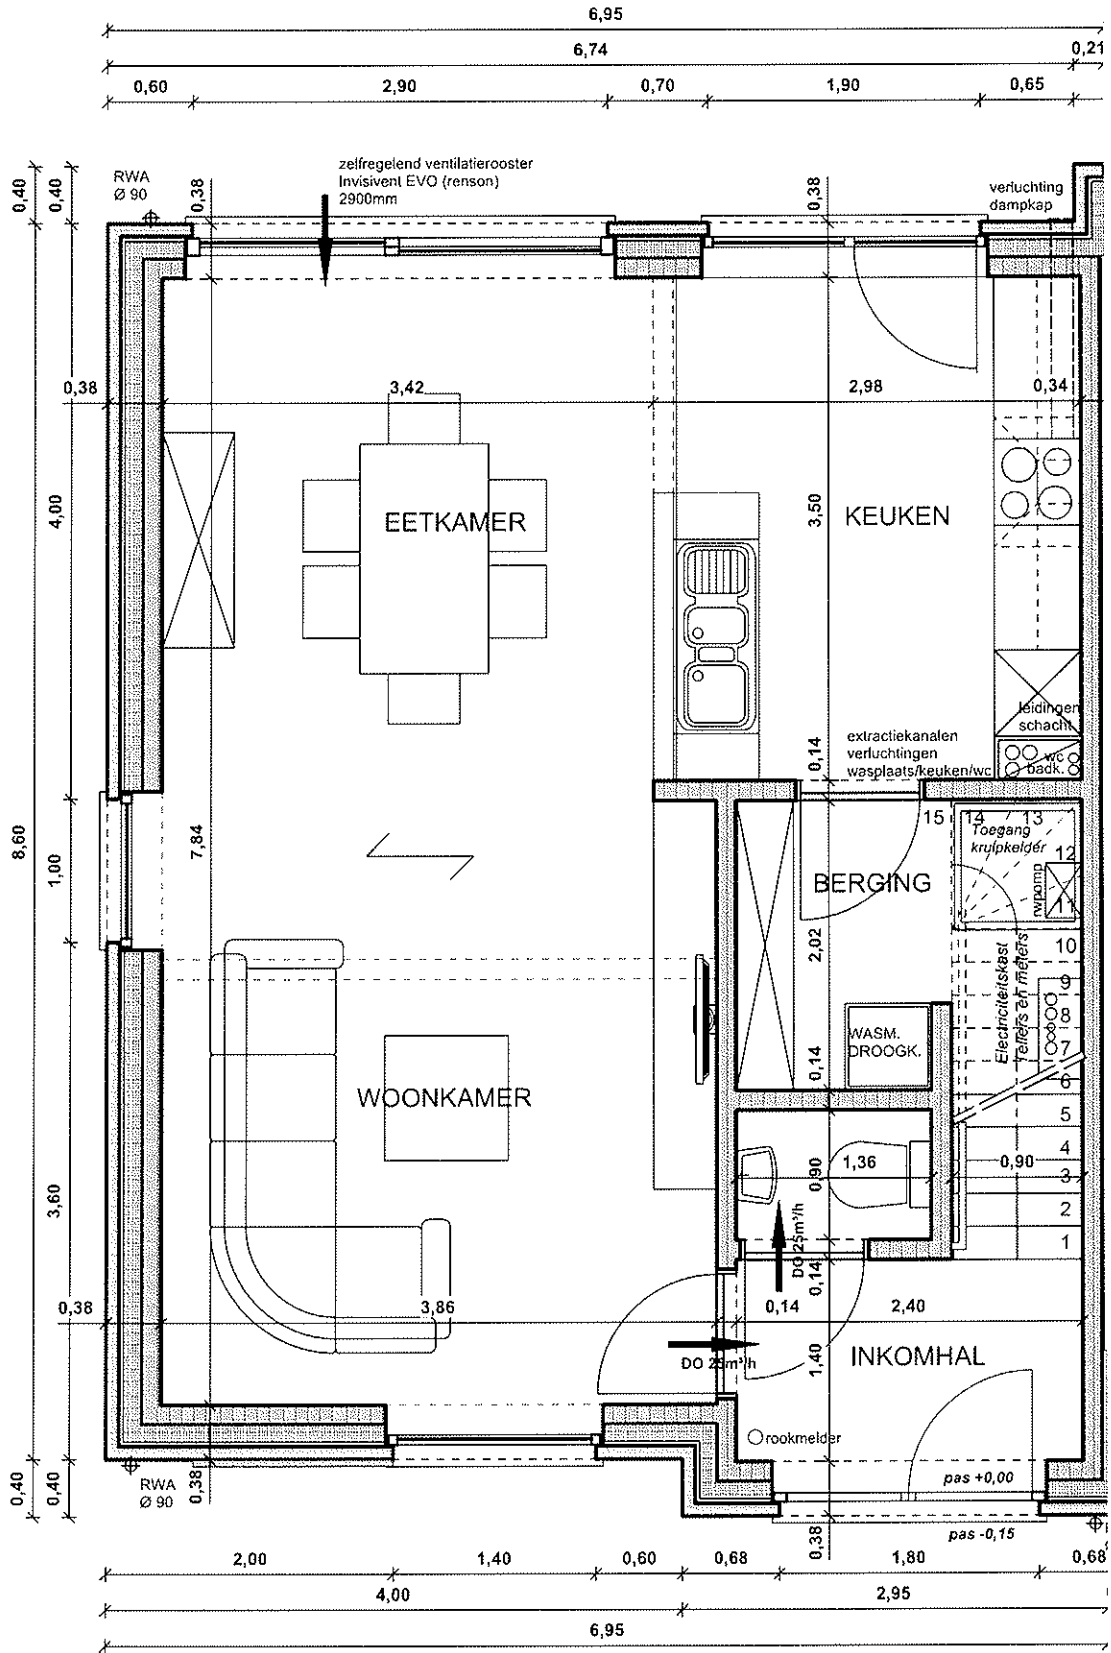 6,95
6,74 0,21
0,60 2,90 0,70 1,90 0,65
zelfregelend ventilatierooster
Invisivent EVO (renson)
2900mm
RWA
Ø 90
verluchting
dampkap
0,40
0,40
0,38
0,38
0,38 3,42 2,98 0,34
4,00
EETKAMER
3,50
KEUKEN
leidingen
schacht
extractiekanalen
verluchtingen
wasplaats/keuken/wc
0,14
wc
badk.
8,60
1,00
7,84
15 14 13
Toegang
kruipkelder
12
BERGING
rwpomp
11
2,02
10
Electriciteitskast
Tellers en meters
9
8
7
6
5
4
3
2
1
WASM.
DROOGK.
0,14
WOONKAMER
3,60
0,90
1,36
0,90
DO 25m³/h
0,14
0,38 3,86 0,14 2,40
DO 25m³/h
1,40
INKOMHAL
rookmelder
pas +0,00
pas -0,15
0,40
0,40
RWA
Ø 90
0,38
0,38
2,00 1,40 0,60 0,68 1,80 0,68
4,00 2,95
6,95